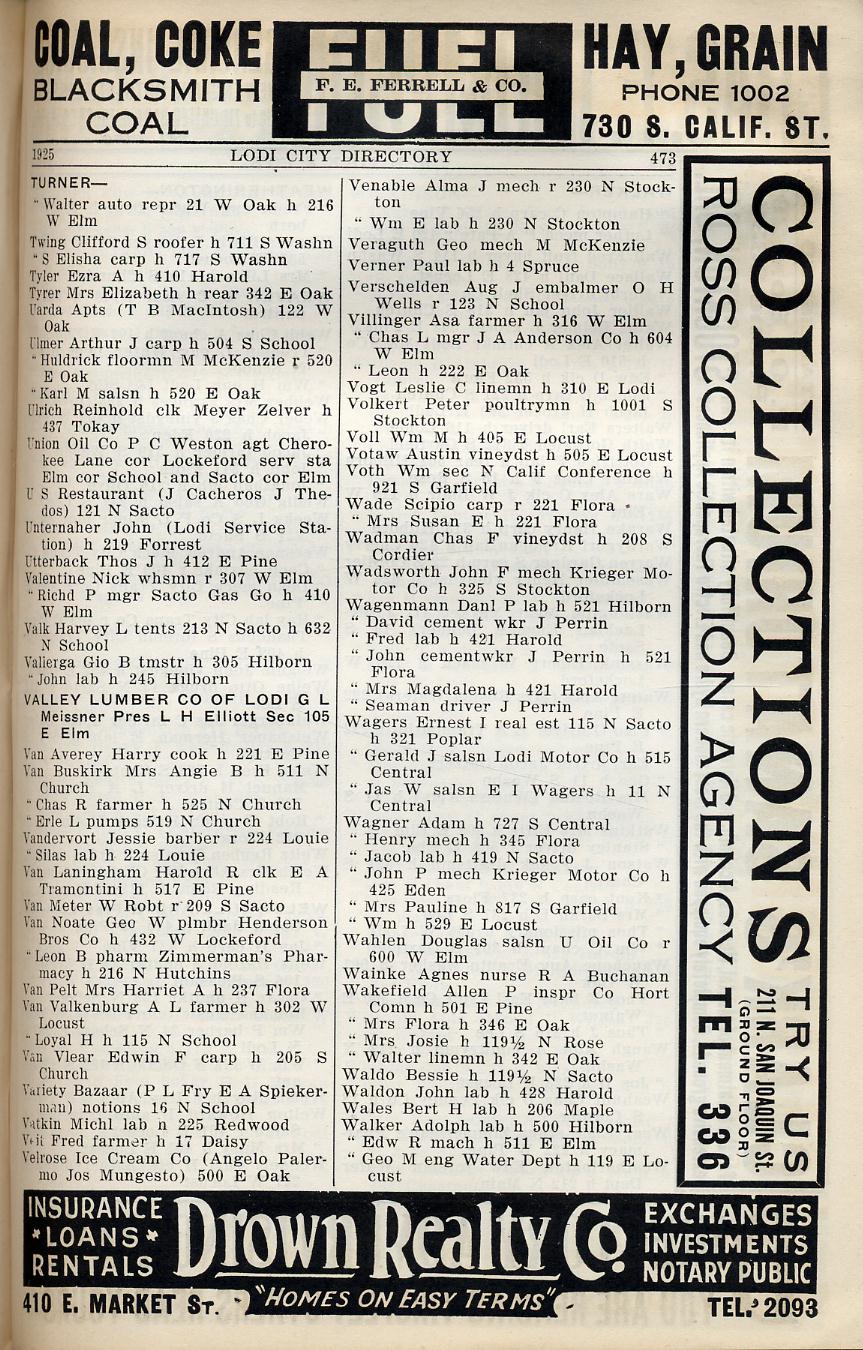 COAL, COKE
BLACKSMITH
COAL
FUEL
F. E. FERRELL & CO.
HAY, GRAIN
PHONE 1002
730 S. CALIF. ST.
1925 LODI CITY DIRECTORY 473
TURNER—
" Walter auto repr 21 W Oak h 216
W Elm
Twing Clifford S roofer h 711 S Washn
" S Elisha carp h 717 S Washn
Tyler Ezra A h 410 Harold
Tyrer Mrs Elizabeth h rear 342 E Oak
Uarda Apts (T B MacIntosh) 122 W
Oak
Ulmer Arthur J carp h 504 S School
" Huldrick floormn M McKenzie r 520
E Oak
" Karl M salsn h 520 E Oak
Ulrich Reinhold clk Meyer Zelver h
437 Tokay
Union Oil Co P C Weston agt Chero-
kee Lane cor Lockeford serv sta
Elm cor School and Sacto cor Elm
U S Restaurant (J Cacheros J The-
dos) 121 N Sacto
Unternaher John (Lodi Service Sta-
tion) h 219 Forrest
Utterback Thos J h 412 E Pine
Valentine Nick whsmn r 307 W Elm
" Richd P mgr Sacto Gas Go h 410
W Elm
Valk Harvey L tents 213 N Sacto h 632
N School
Valierga Gio B tmstr h 305 Hilborn
" John lab h 245 Hilborn
VALLEY LUMBER CO OF LODI G L
Meissner Pres L H Elliott Sec 105
E Elm
Van Averey Harry cook h 221 E Pine
Van Buskirk Mrs Angie B h 511 N
Church
" Chas R farmer h 525 N Church
" Erle L pumps 519 N Church
Vandervort Jessie barber r 224 Louie
" Silas lab h 224 Louie
Van Laningham Harold R clk E A
Tramontini h 517 E Pine
Van Meter W Robt r 209 S Sacto
Van Noate Geo W plmbr Henderson
Bros Co h 432 W Lockeford
" Leon B pharm Zimmerman's Phar-
macy h 216 N Hutchins
Van Pelt Mrs Harriet A h 237 Flora
Van Valkenburg A L farmer h 302 W
Locust
" Loyal H h 115 N School
Van Vlear Edwin F carp h 205 S
Church
Variety Bazaar (P L Fry E A Spieker-
man) notions 16 N School
Vatkin Michl lab n 225 Redwood
Veit Fred farmer h 17 Daisy
Velrose Ice Cream Co (Angelo Paler-
mo Jos Mungesto) 500 E Oak
Venable Alma J mech r 230 N Stock-
ton
" Wm E lab h 230 N Stockton
Veraguth Geo mech M McKenzie
Verner Paul lab h 4 Spruce
Verschelden Aug J embalmer O H
Wells r 123 N School
Villinger Asa farmer h 316 W Elm
" Chas L mgr J A Anderson Co h 604
W Elm
" Leon h 222 E Oak
Vogt Leslie C linemn h 310 E Lodi
Volkert Peter poultrymn h 1001 S
Stockton
Voll Wm M h 405 E Locust
Votaw Austin vineydst h 505 E Locust
Voth Wm sec N Calif Conference h
921 S Garfield
Wade Scipio carp r 221 Flora
" Mrs Susan E h 221 Flora
Wadman Chas F vineydst h 208 S
Cordier
Wadsworth John F mech Krieger Mo-
tor Co h 325 S Stockton
Wagenmann Danl P lab h 521 Hilborn
" David cement wkr J Perrin
" Fred lab h 421 Harold
" John cementwkr J Perrin h 521
Flora
" Mrs Magdalena h 421 Harold
" Seaman driver J Perrin
Wagers Ernest I real est 115 N Sacto
h 321 Poplar
" Gerald J salsn Lodi Motor Co h 515
Central
" Jas W salsn E I Wagers h 11 N
Central
Wagner Adam h 727 S Central
" Henry mech h 345 Flora
" Jacob lab h 419 N Sacto
" John P mech Krieger Motor Co h
425 Eden
" Mrs Pauline h 817 S Garfield
" Wm h 529 E Locust
Wahlen Douglas salsn U Oil Co r
600 W Elm
Wainke Agnes nurse R A Buchanan
Wakefield Allen P inspr Co Hort
Comn h 501 E Pine
" Mrs Flora h 346 E Oak
" Mrs Josie h 119½ N Rose
" Walter linemn h 342 E Oak
Waldo Bessie h 119½ N Sacto
Waldon John lab h 428 Harold
Wales Bert H lab h 206 Maple
Walker Adolph lab h 500 Hilborn
" Edw R mach h 511 E Elm
" Geo M eng Water Dept h 119 E Lo-
cust
COLLECTIONS
ROSS COLLECTION AGENCY
TRY US
211 N. SAN JOAQUIN St.
(GROUND FLOOR)
TEL. 336
INSURANCE
*LOANS*
RENTALS
Drown Realty Co.
EXCHANGES
INVESTMENTS
NOTARY PUBLIC
410 E. MARKET ST.
"HOMES ON EASY TERMS"
TEL. 2093